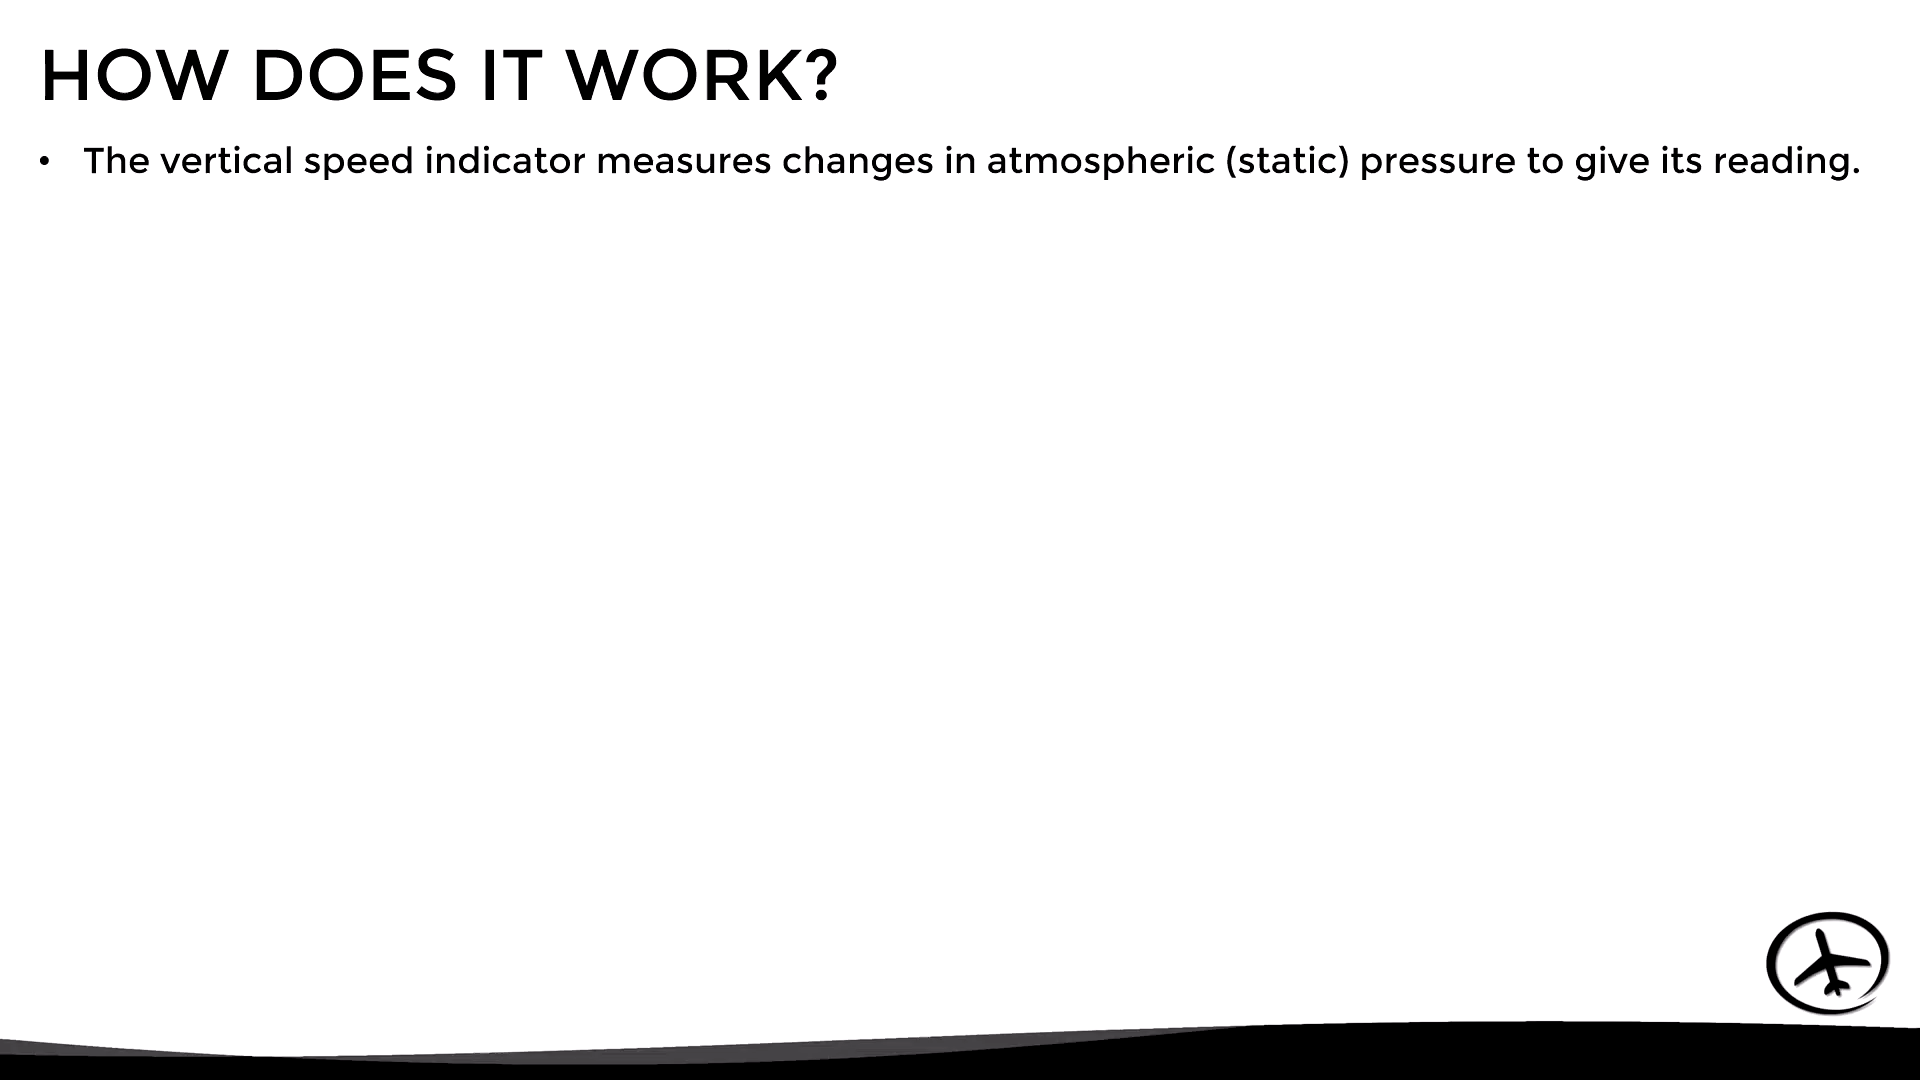 HOW DOES IT WORK?
• The vertical speed indicator measures changes in atmospheric (static) pressure to give its reading.